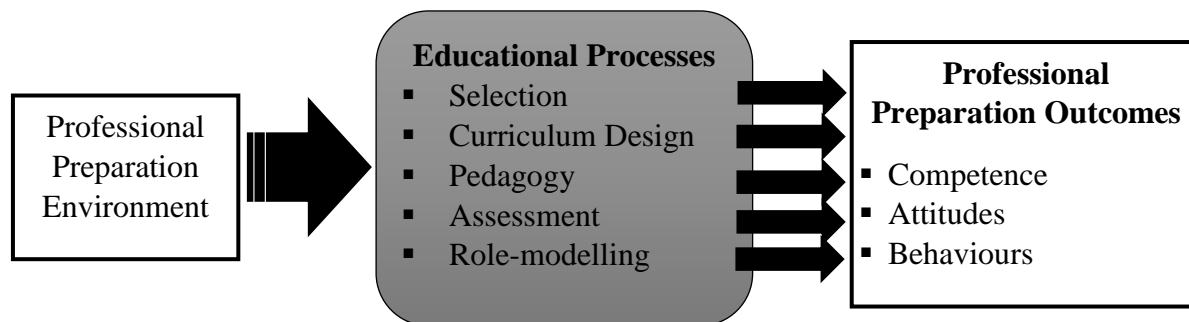 Professional
Preparation
Environment
Educational Processes
▪ Selection
▪ Curriculum Design
▪ Pedagogy
▪ Assessment
▪ Role-modelling
Professional
Preparation Outcomes
▪ Competence
▪ Attitudes
▪ Behaviours